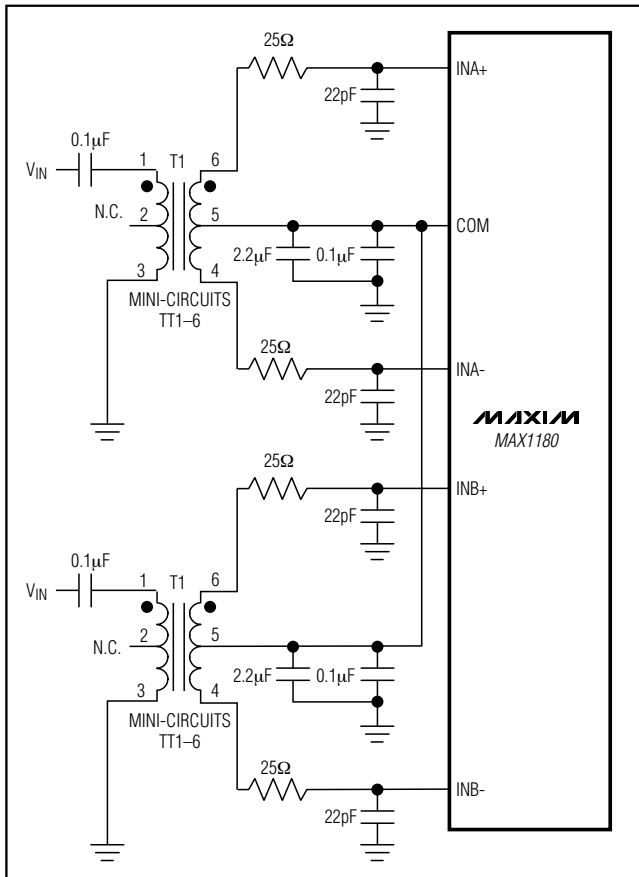 25Ω
INA+
22pF
0.1μF
1 T1 6
VIN
N.C. 2 5
COM
2.2μF 0.1μF
3 4
MINI-CIRCUITS
TT1–6
25Ω
INA-
22pF
MAXIM
MAX1180
25Ω
INB+
22pF
0.1μF
1 T1 6
VIN
N.C. 2 5
2.2μF 0.1μF
3 4
MINI-CIRCUITS
TT1–6
25Ω
INB-
22pF